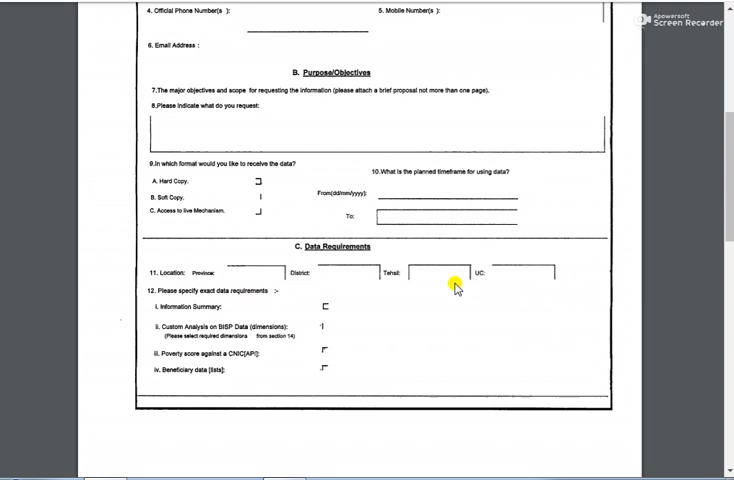 4. Official Phone Number(s ): 5. Mobile Number(s ):
Apowersoft
Screen Recorder
6. Email Address :
B. Purpose/Objectives
7.The major objectives and scope for requesting the information (please attach a brief proposal not more than one page).
8.Please indicate what do you request:
9.In which format would you like to receive the data?
10.What is the planned timeframe for using data?
A. Hard Copy.
B. Soft Copy.
From(dd/mm/yyyy):
C. Access to live Mechanism.
To:
C. Data Requirements
11. Location: Province: District: Tehsil: UC:
12. Please specify exact data requirements :-
i. Information Summary:
ii. Custom Analysis on BISP Data (dimensions):
(Please select required dimensions from section 14)
iii. Poverty score against a CNIC[API]:
iv. Beneficiary data [lists]: